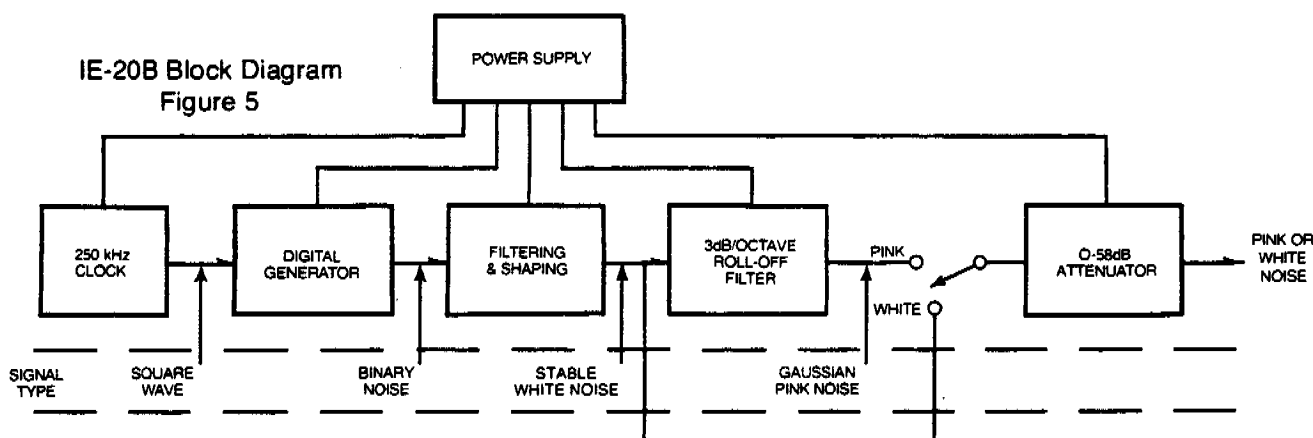 IE-20B Block Diagram
Figure 5
POWER SUPPLY
250 kHz
CLOCK
DIGITAL
GENERATOR
FILTERING
& SHAPING
3dB/OCTAVE
ROLL-OFF
FILTER
PINK
WHITE
O-58dB
ATTENUATOR
PINK OR
WHITE
NOISE
SIGNAL
TYPE
SQUARE
WAVE
BINARY
NOISE
STABLE
WHITE NOISE
GAUSSIAN
PINK NOISE